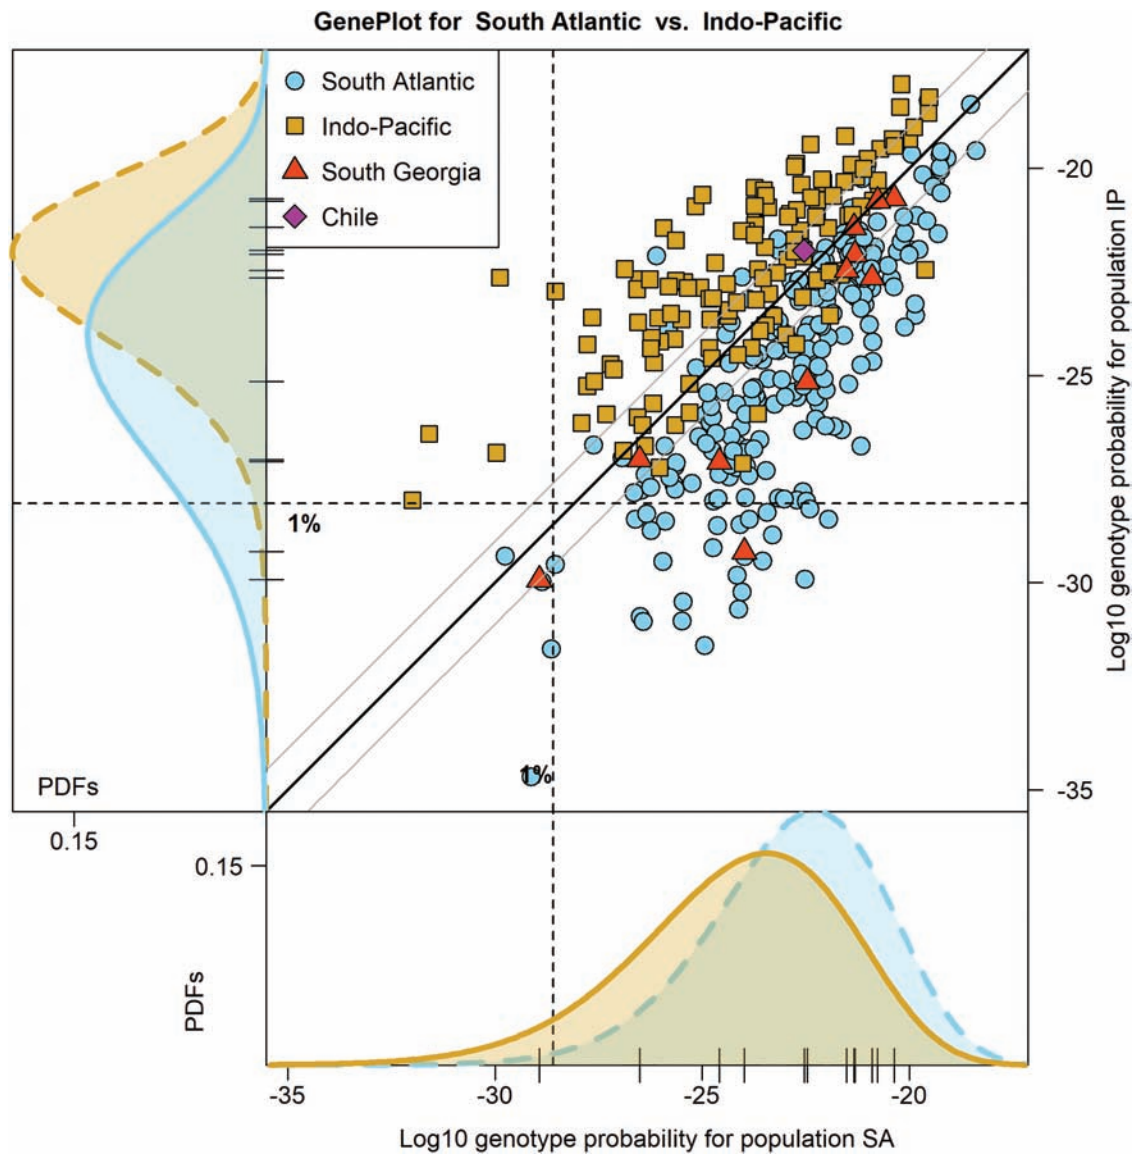 GenePlot for South Atlantic vs. Indo-Pacific
South Atlantic
Indo-Pacific
South Georgia
Chile
-20
-25
-30
-35
Log10 genotype probability for population IP
1%
1%
PDFs
0.15
0.15
PDFs
-35
-30
-25
-20
Log10 genotype probability for population SA